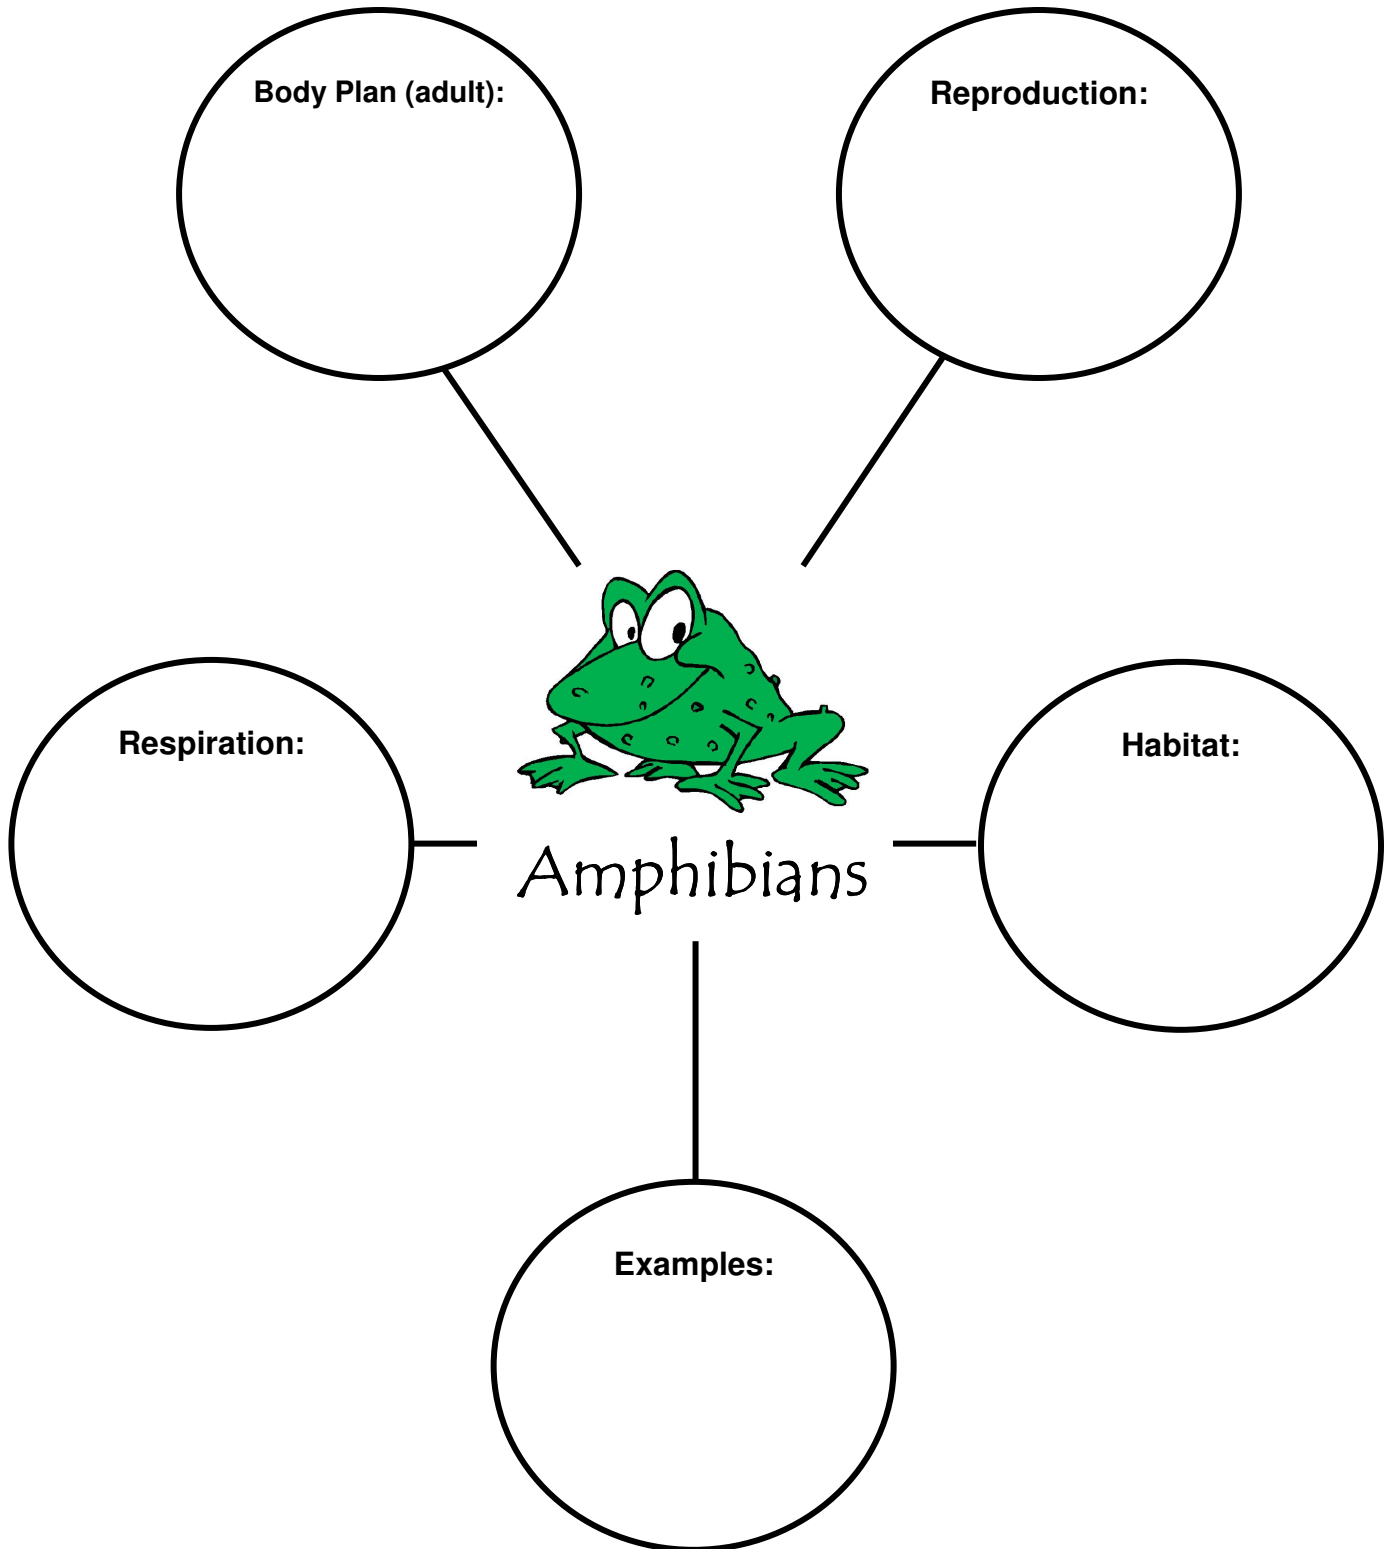 Body Plan (adult):
Reproduction:
Respiration:
Habitat:
Amphibians
Examples: